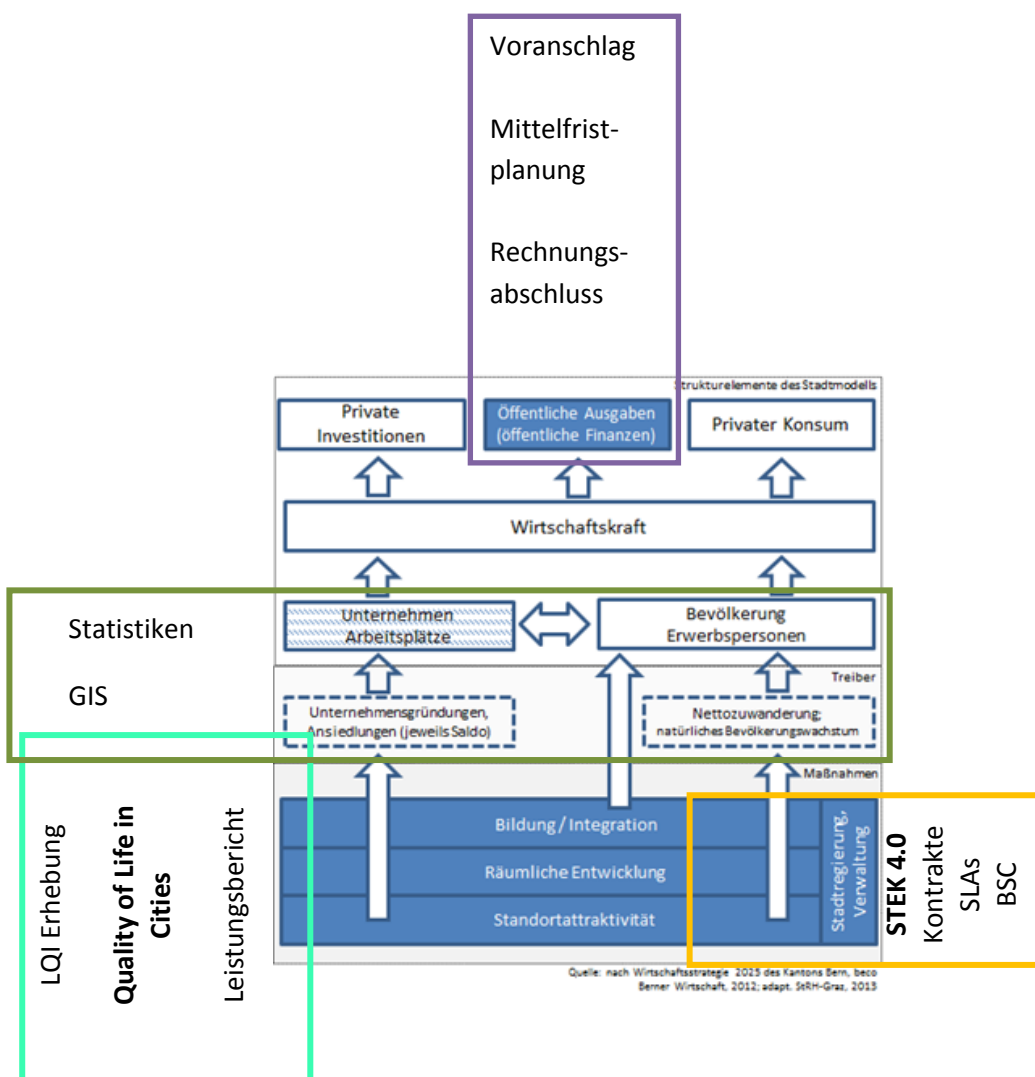 Voranschlag
Mittelfrist-
planung
Rechnungs-
abschluss
Strukturelemente des Stadtmodells
Private
Investitionen
Öffentliche Ausgaben
(öffentliche Finanzen)
Privater Konsum
Wirtschaftskraft
Statistiken
GIS
Unternehmen
Arbeitsplätze
Bevölkerung
Erwerbspersonen
Treiber
Unternehmensgründungen,
Ansiedlungen (jeweils Saldo)
Nettozuwanderung;
natürliches Bevölkerungswachstum
Maßnahmen
LQI Erhebung
Quality of Life in
Cities
Leistungsbericht
Bildung / Integration
Räumliche Entwicklung
Standortattraktivität
Stadtregierung,
Verwaltung
STEK 4.0
Kontrakte
SLAs
BSC
Quelle: nach Wirtschaftsstrategie 2025 des Kantons Bern, beco
Berner Wirtschaft, 2012; adapt. StRH-Graz, 2013